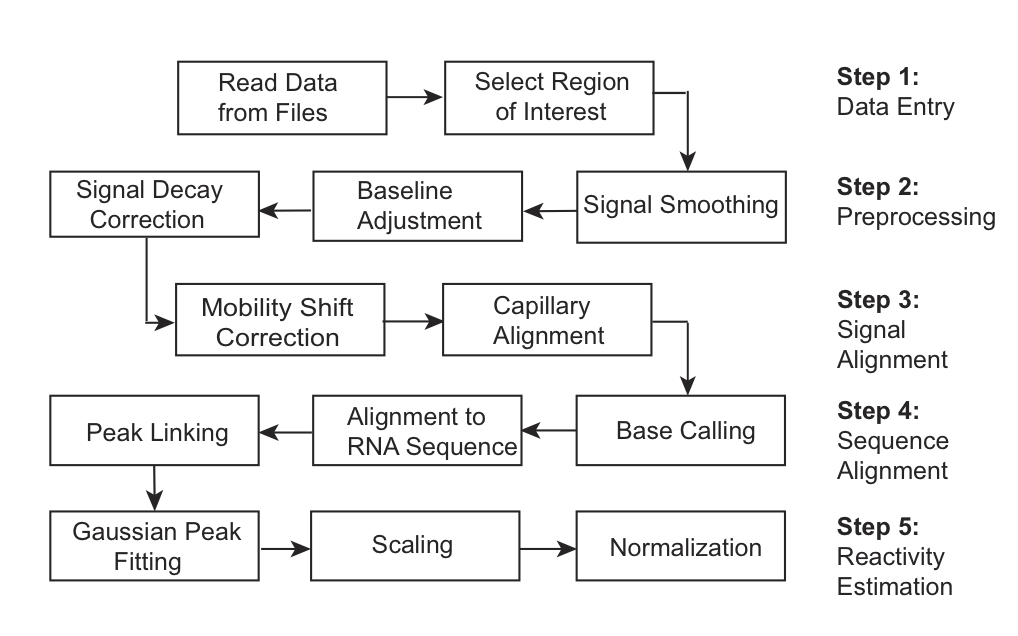 Read Data
from Files
Select Region
of Interest
Step 1:
Data Entry
Signal Decay
Correction
Baseline
Adjustment
Signal Smoothing
Step 2:
Preprocessing
Mobility Shift
Correction
Capillary
Alignment
Step 3:
Signal
Alignment
Peak Linking
Alignment to
RNA Sequence
Base Calling
Step 4:
Sequence
Alignment
Gaussian Peak
Fitting
Scaling
Normalization
Step 5:
Reactivity
Estimation